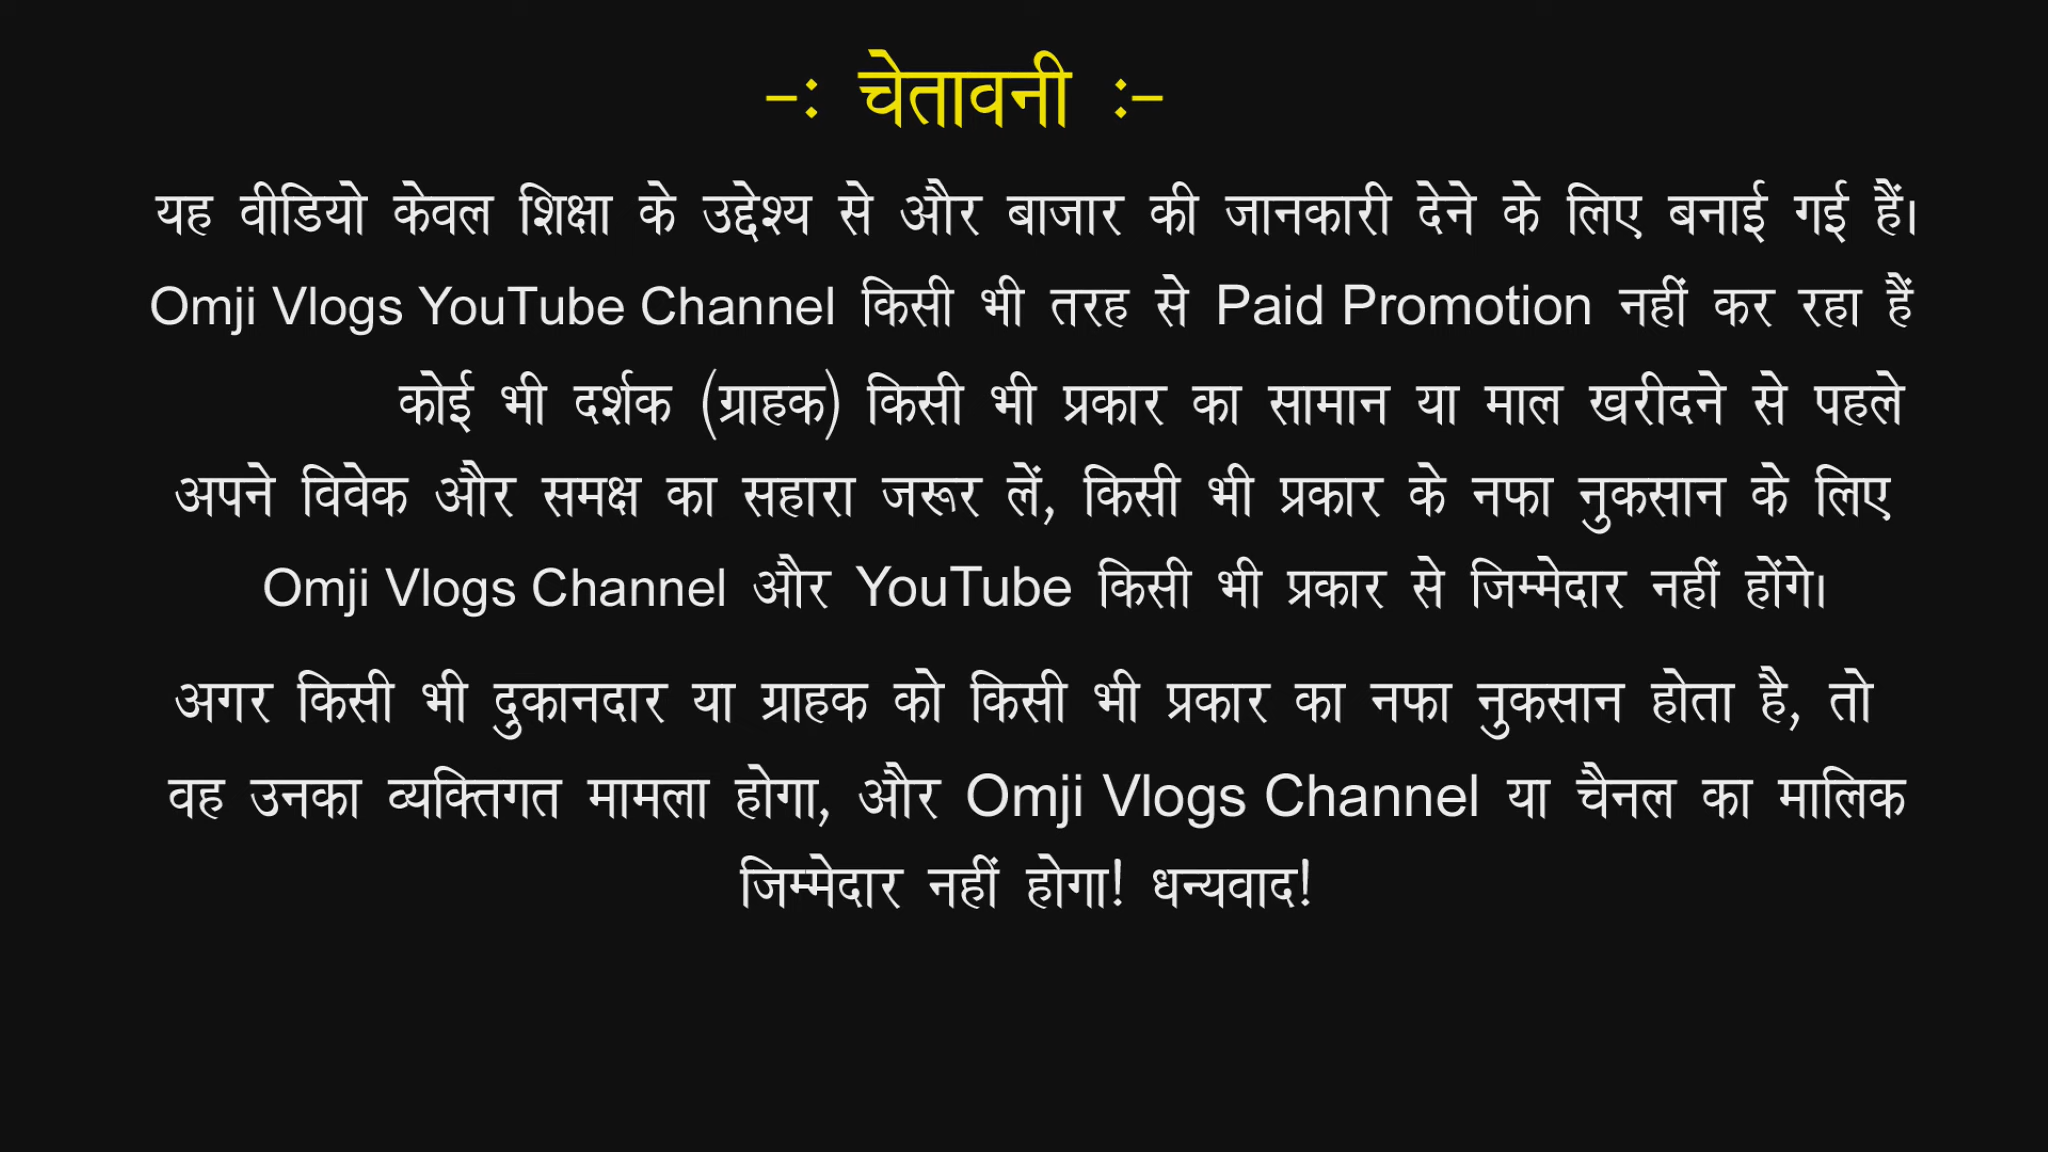 -: चेतावनी :-
यह वीडियो केवल शिक्षा के उद्देश्य से और बाजार की जानकारी देने के लिए बनाई गई हैं।
Omji Vlogs YouTube Channel किसी भी तरह से Paid Promotion नहीं कर रहा हैं
कोई भी दर्शक (ग्राहक) किसी भी प्रकार का सामान या माल खरीदने से पहले
अपने विवेक और समक्ष का सहारा जरूर लें, किसी भी प्रकार के नफा नुकसान के लिए
Omji Vlogs Channel और YouTube किसी भी प्रकार से जिम्मेदार नहीं होंगे।
अगर किसी भी दुकानदार या ग्राहक को किसी भी प्रकार का नफा नुकसान होता है, तो
वह उनका व्यक्तिगत मामला होगा, और Omji Vlogs Channel या चैनल का मालिक
जिम्मेदार नहीं होगा! धन्यवाद!